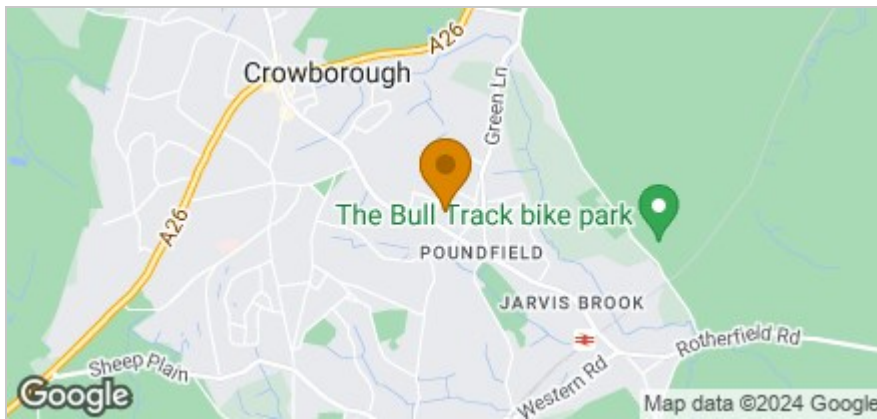 A26
Crowborough
Green Ln
A26
The Bull Track bike park
POUNDFIELD
JARVIS BROOK
Sheep Plain
Rotherfield Rd
Western Rd
Google
Map data ©2024 Google